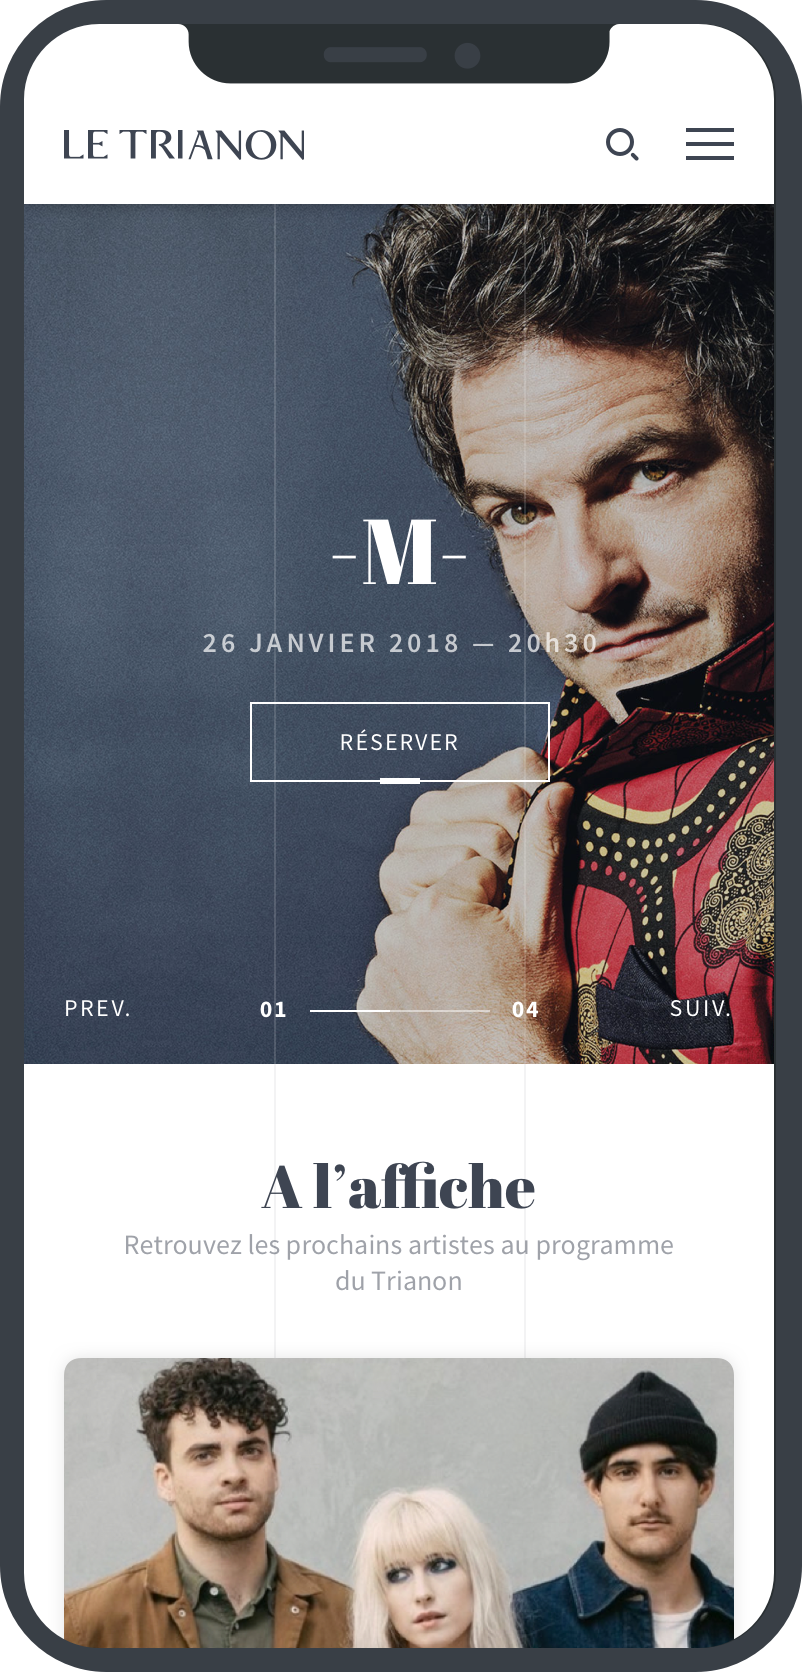 LE TRIANON
-M-
26 JANVIER 2018 — 20h30
RÉSERVER
PREV.
01
04
SUIV.
A l’affiche
Retrouvez les prochains artistes au programme
du Trianon